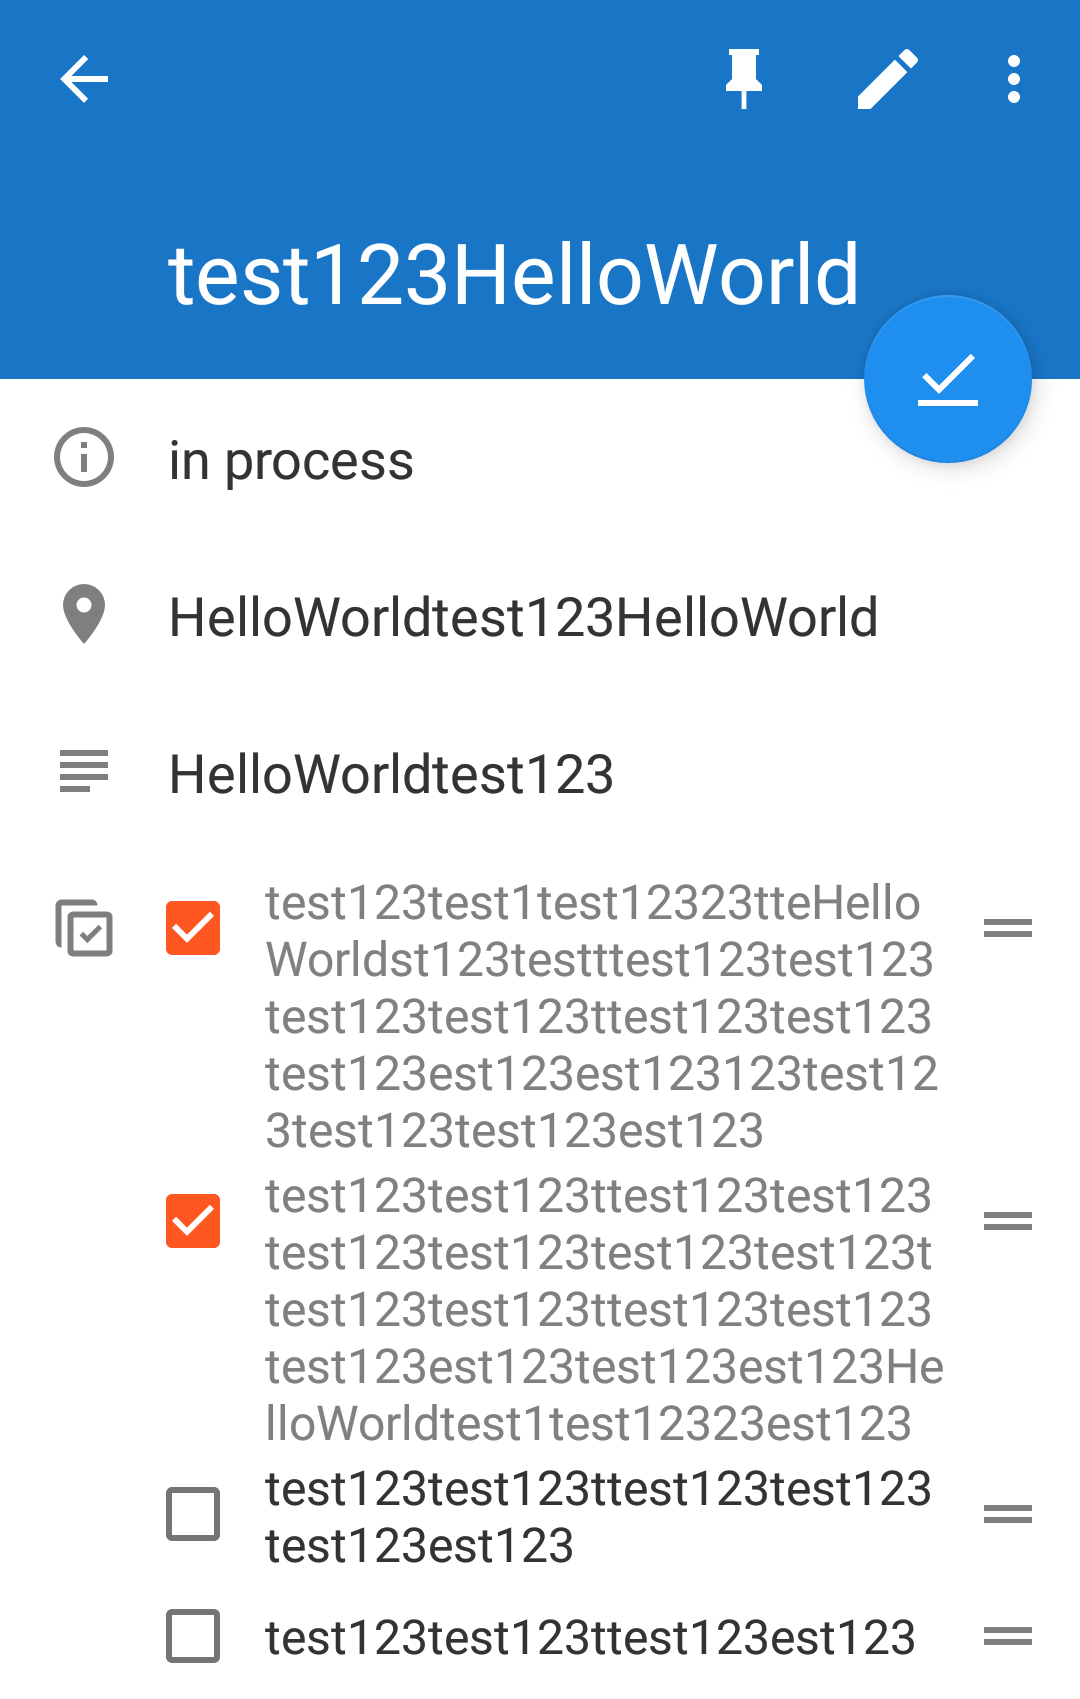 test123HelloWorld
in process
HelloWorldtest123HelloWorld
HelloWorldtest123
test123test1test12323tteHello
Worldst123testttest123test123
test123test123ttest123test123
test123est123est123123test12
3test123test123est123
test123test123ttest123test123
test123test123test123test123t
test123test123ttest123test123
test123est123test123est123He
lloWorldtest1test12323est123
test123test123ttest123test123
test123est123
test123test123ttest123est123